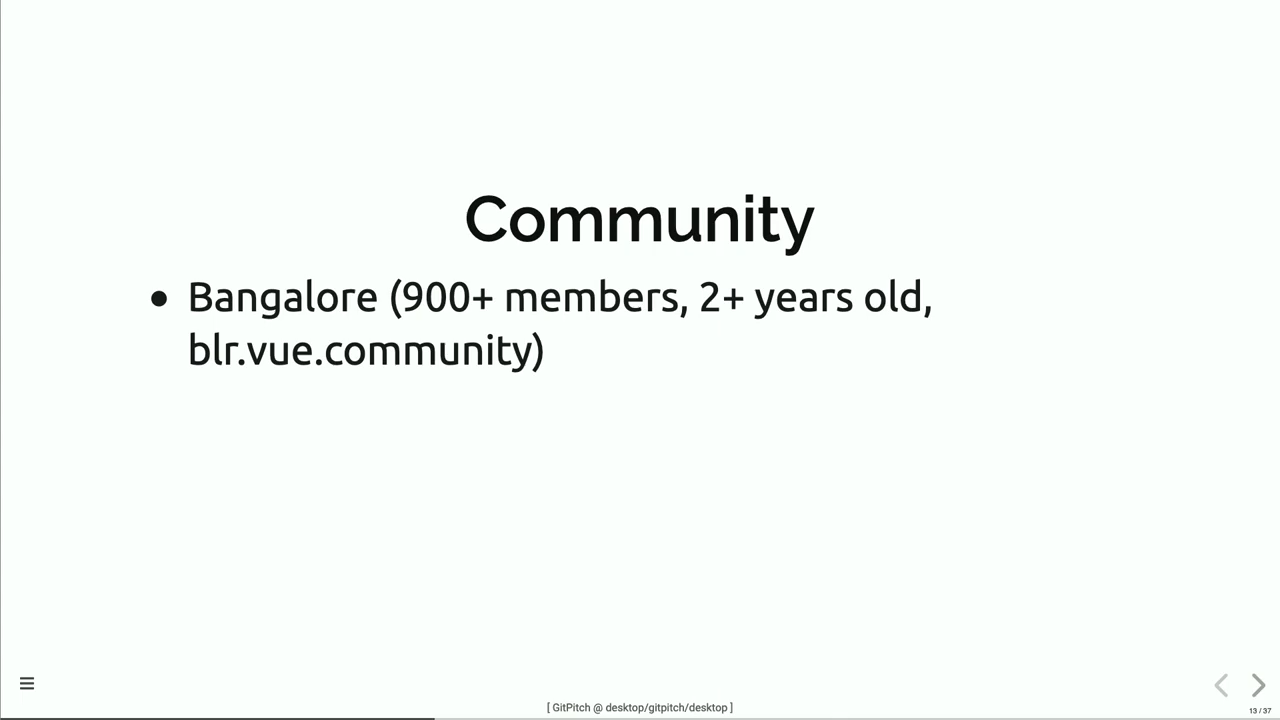 Community
Bangalore (900+ members, 2+ years old,
blr.vue.community)
[ GitPitch @ desktop/gitpitch/desktop ]
13 / 37